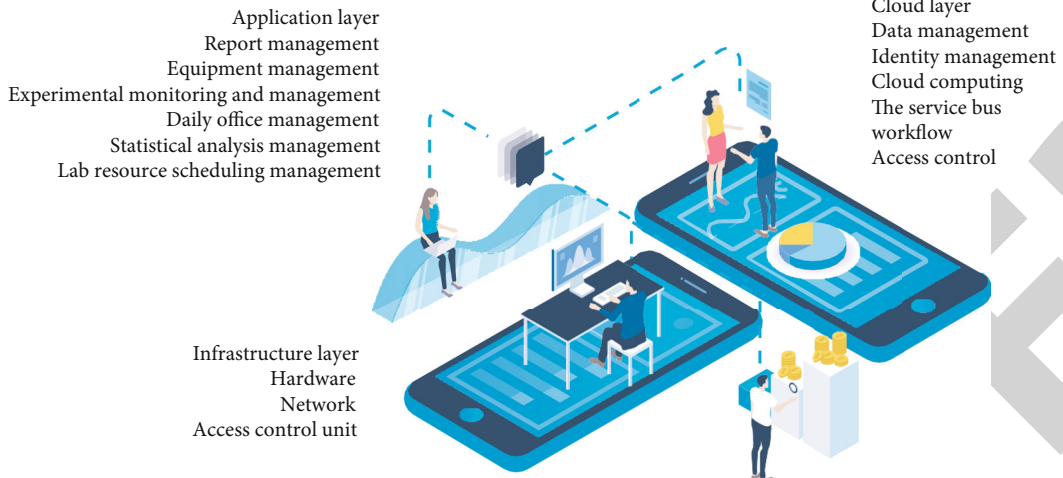 Application layer
Report management
Equipment management
Experimental monitoring and management
Daily office management
Statistical analysis management
Lab resource scheduling management
Cloud layer
Data management
Identity management
Cloud computing
The service bus
workflow
Access control
Infrastructure layer
Hardware
Network
Access control unit